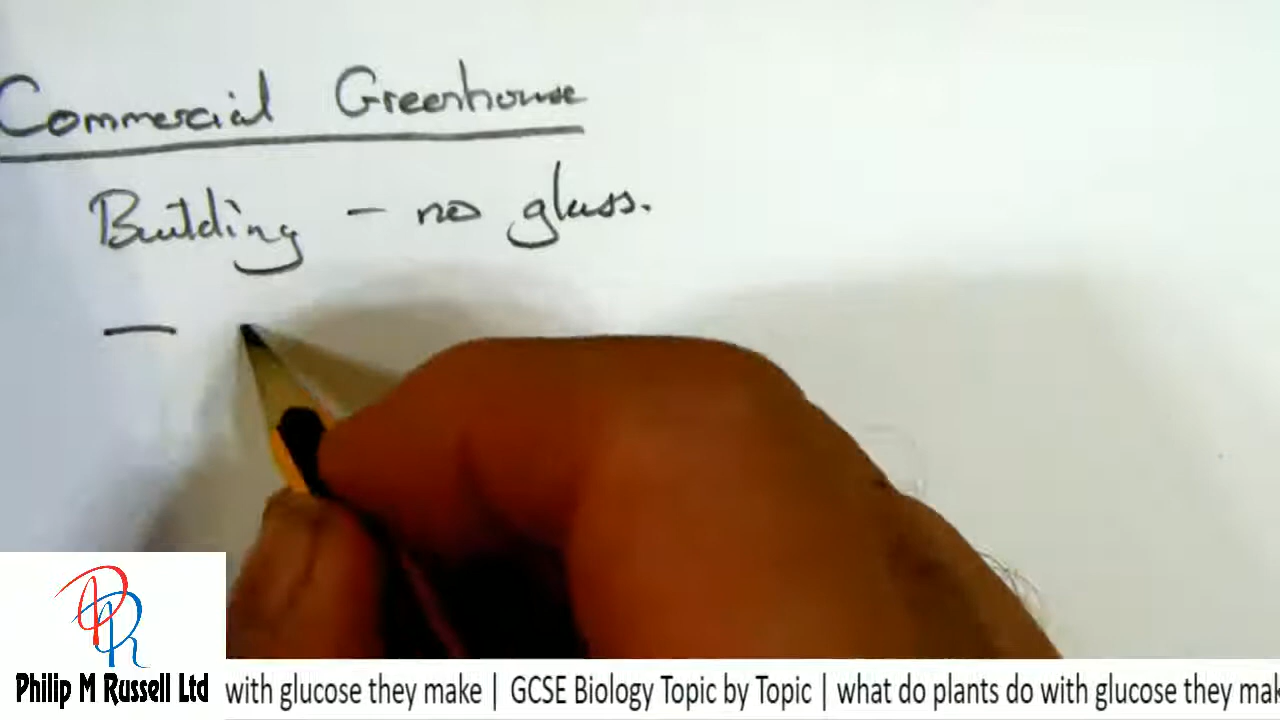 Commercial Greenhouse
Building - no glass.
—
Philip M Russell Ltd
with glucose they make | GCSE Biology Topic by Topic | what do plants do with glucose they mak